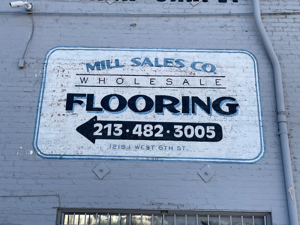 MILL SALES CO.
WHOLESALE
FLOORING
213·482·3005
WEST 6TH ST.